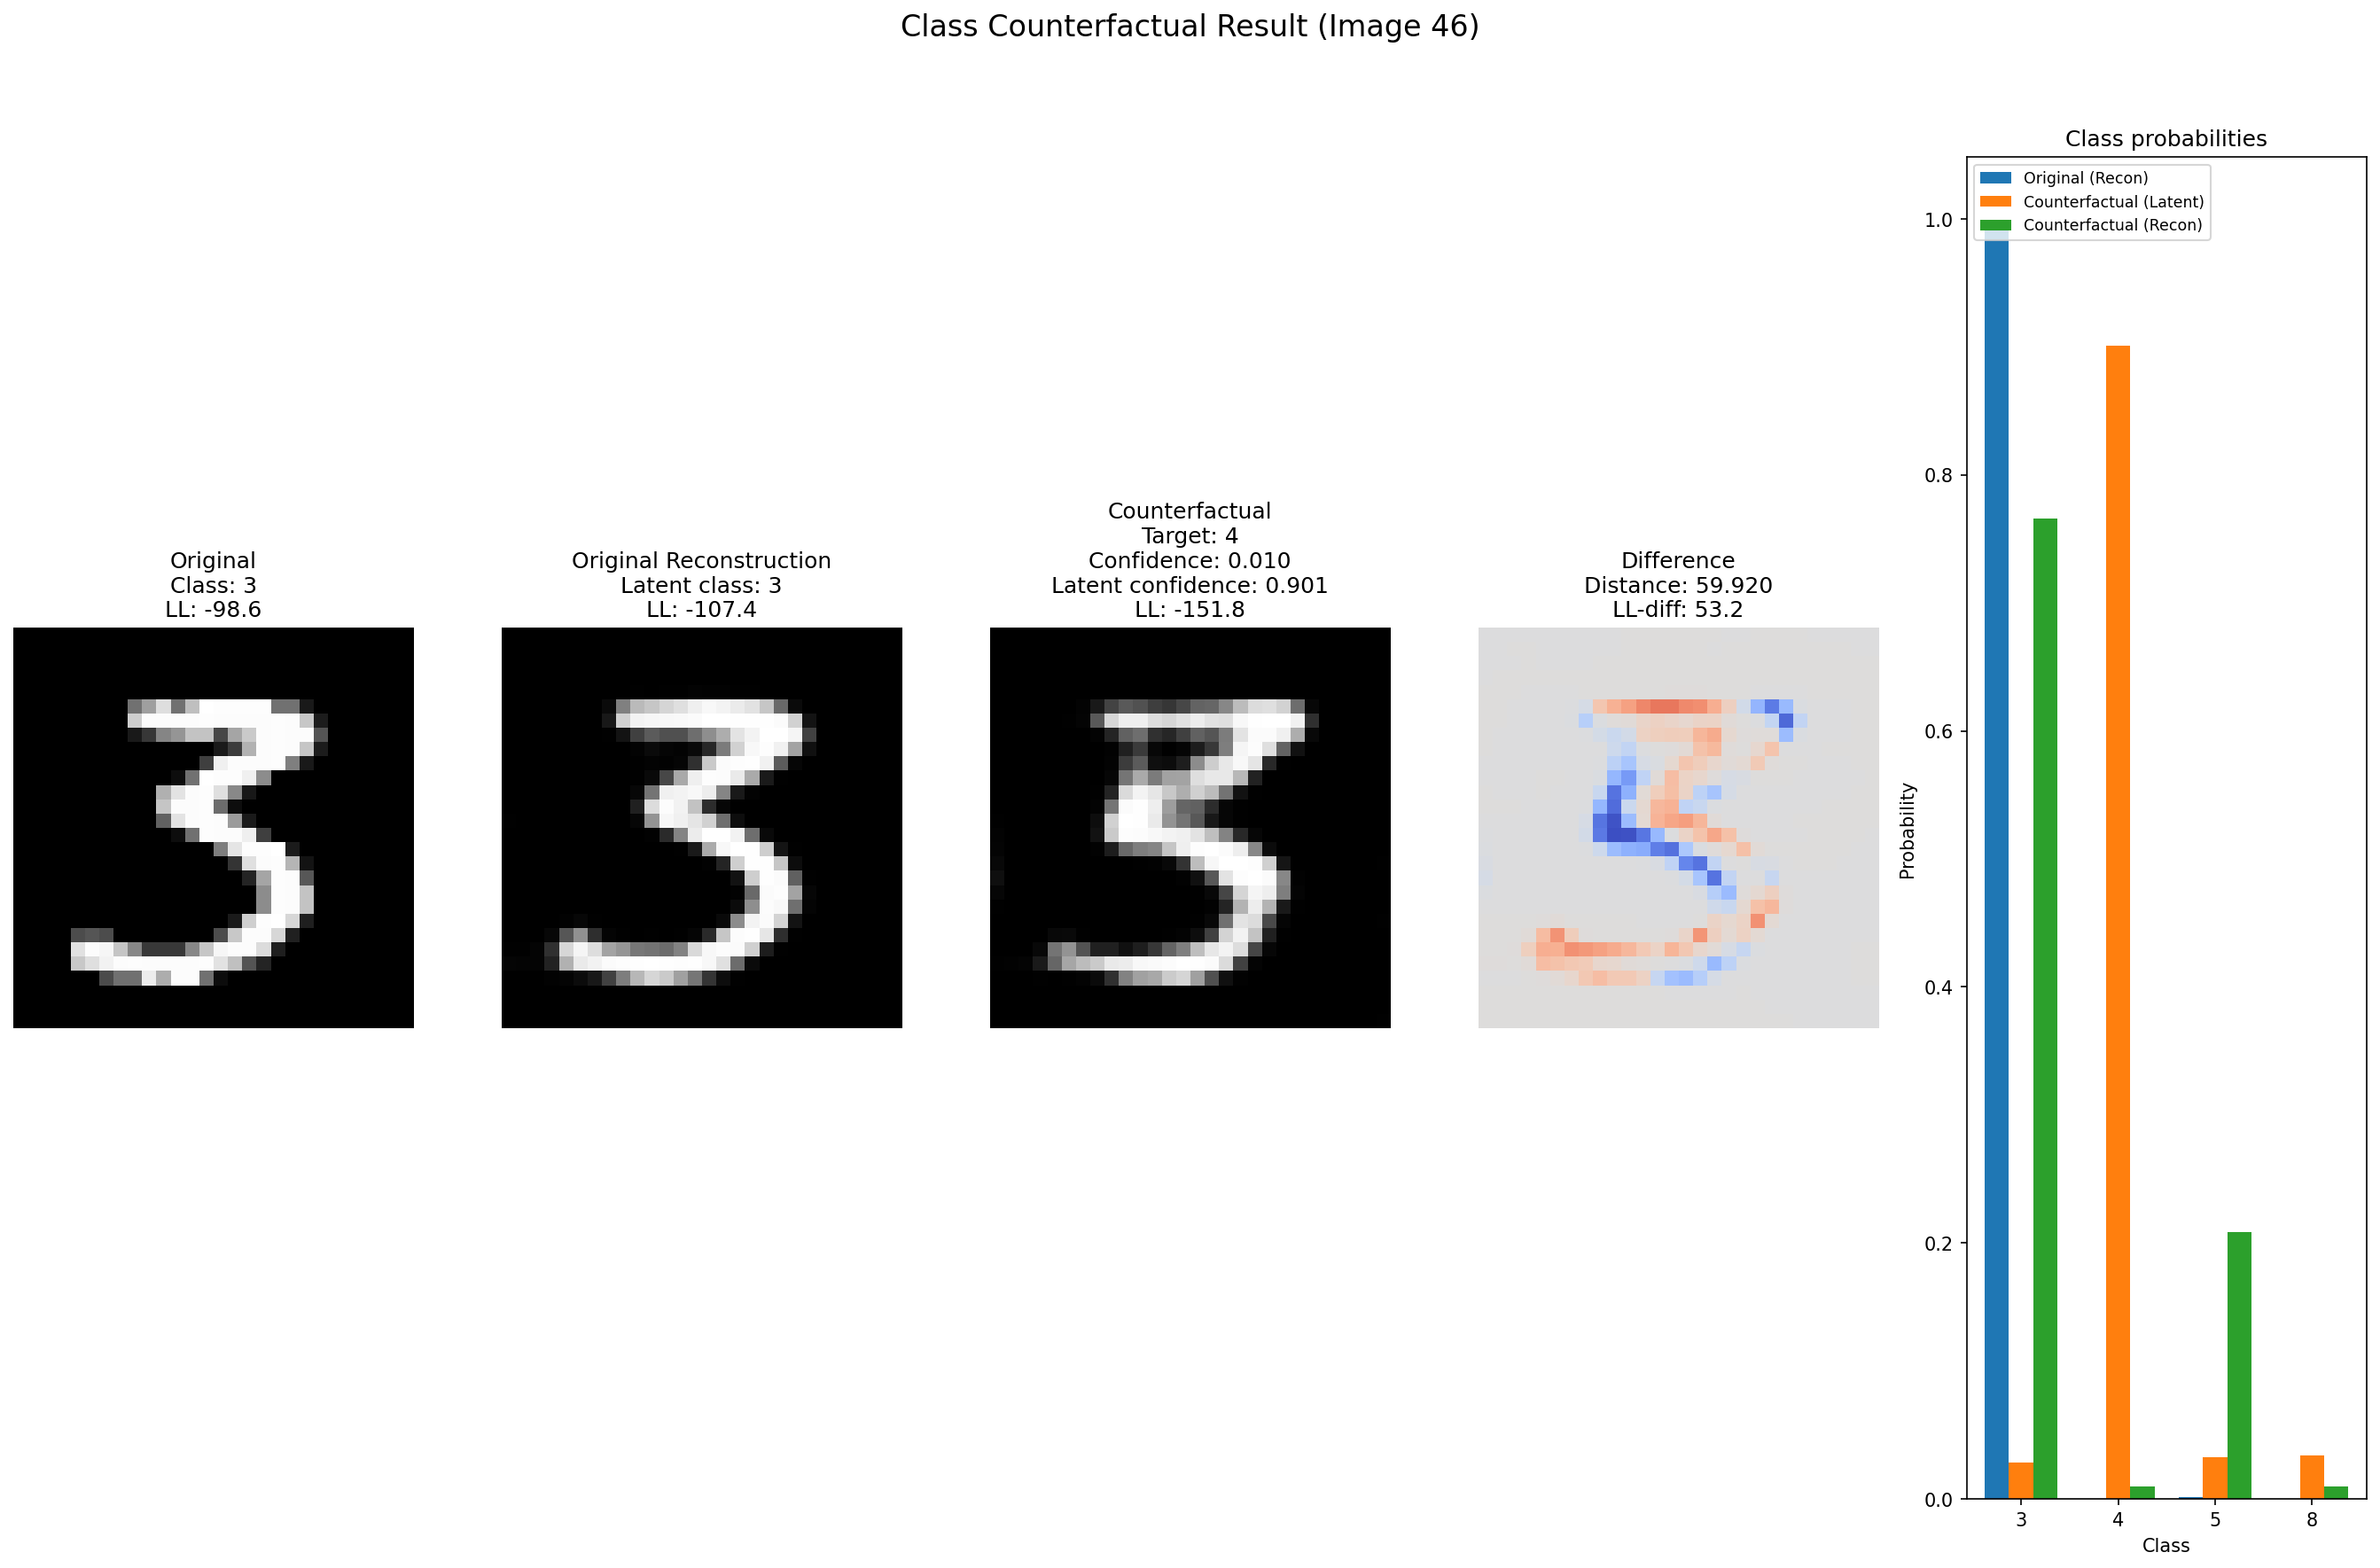 Class Counterfactual Result (Image 46)
Original
Class: 3
LL: -98.6
3
Original Reconstruction
Latent class: 3
LL: -107.4
3
Counterfactual
Target: 4
Confidence: 0.010
Latent confidence: 0.901
LL: -151.8
3
Difference
Distance: 59.920
LL-diff: 53.2
Class probabilities
Original (Recon)
Counterfactual (Latent)
Counterfactual (Recon)
1.0
0.8
0.6
0.4
0.2
0.0
Probability
3 4 5 8
Class